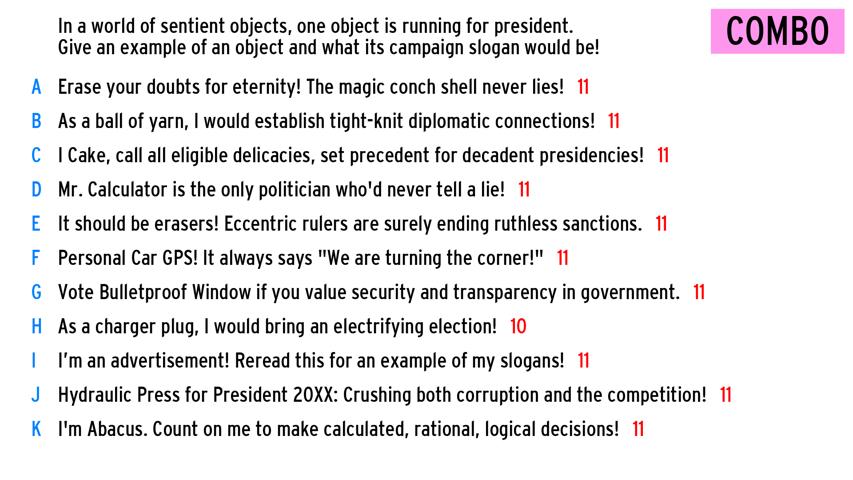 In a world of sentient objects, one object is running for president.
Give an example of an object and what its campaign slogan would be!
COMBO
A Erase your doubts for eternity! The magic conch shell never lies! 11
B As a ball of yarn, I would establish tight-knit diplomatic connections! 11
C I Cake, call all eligible delicacies, set precedent for decadent presidencies! 11
D Mr. Calculator is the only politician who'd never tell a lie! 11
E It should be erasers! Eccentric rulers are surely ending ruthless sanctions. 11
F Personal Car GPS! It always says "We are turning the corner!" 11
G Vote Bulletproof Window if you value security and transparency in government. 11
H As a charger plug, I would bring an electrifying election! 10
I I’m an advertisement! Reread this for an example of my slogans! 11
J Hydraulic Press for President 20XX: Crushing both corruption and the competition! 11
K I'm Abacus. Count on me to make calculated, rational, logical decisions! 11